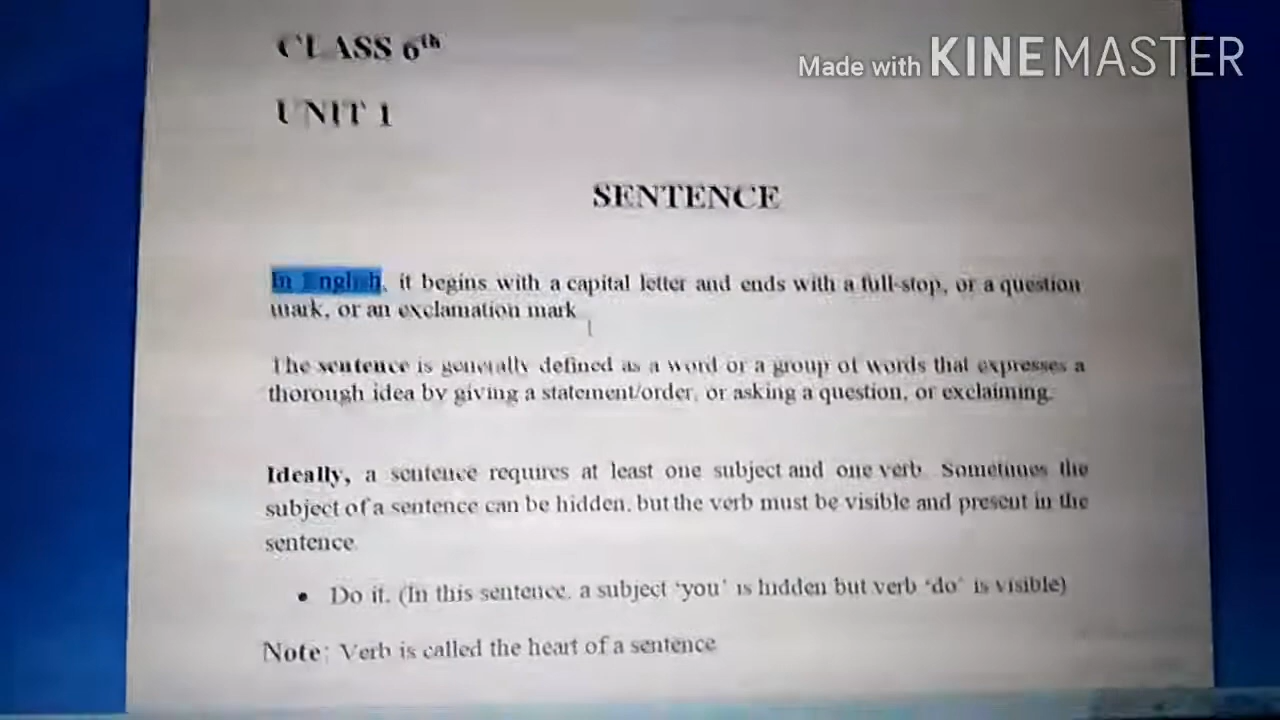 CLASS 6th
Made with KINEMASTER
UNIT 1
SENTENCE
In English, it begins with a capital letter and ends with a full-stop, or a question
mark, or an exclamation mark
The sentence is generally defined as a word or a group of words that expresses a
thorough idea by giving a statement/order, or asking a question, or exclaiming.
Ideally, a sentence requires at least one subject and one verb. Sometimes the
subject of a sentence can be hidden, but the verb must be visible and present in the
sentence.
• Do it. (In this sentence, a subject 'you' is hidden but verb 'do' is visible)
Note: Verb is called the heart of a sentence